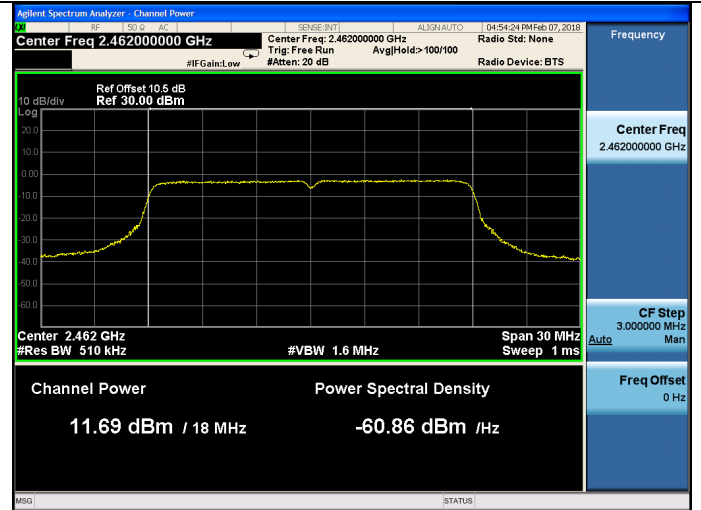 Agilent Spectrum Analyzer - Channel Power
LXI RF 50 Ω AC SENSE:INT ALIGN AUTO 04:54:24 PM Feb 07, 2018
Center Freq 2.462000000 GHz
Center Freq: 2.462000000 GHz
Radio Std: None
Trig: Free Run Avg|Hold:>100/100
#IFGain:Low
#Atten: 20 dB
Radio Device: BTS
Ref Offset 10.5 dB
10 dB/div Ref 30.00 dBm
Log
20.0
10.0
0.00
-10.0
-20.0
-30.0
-40.0
-50.0
-60.0
Center 2.462 GHz Span 30 MHz
#Res BW 510 kHz #VBW 1.6 MHz Sweep 1 ms
Channel Power Power Spectral Density
11.69 dBm / 18 MHz -60.86 dBm /Hz
MSG STATUS
Frequency
Center Freq
2.462000000 GHz
CF Step
3.000000 MHz
Auto Man
Freq Offset
0 Hz